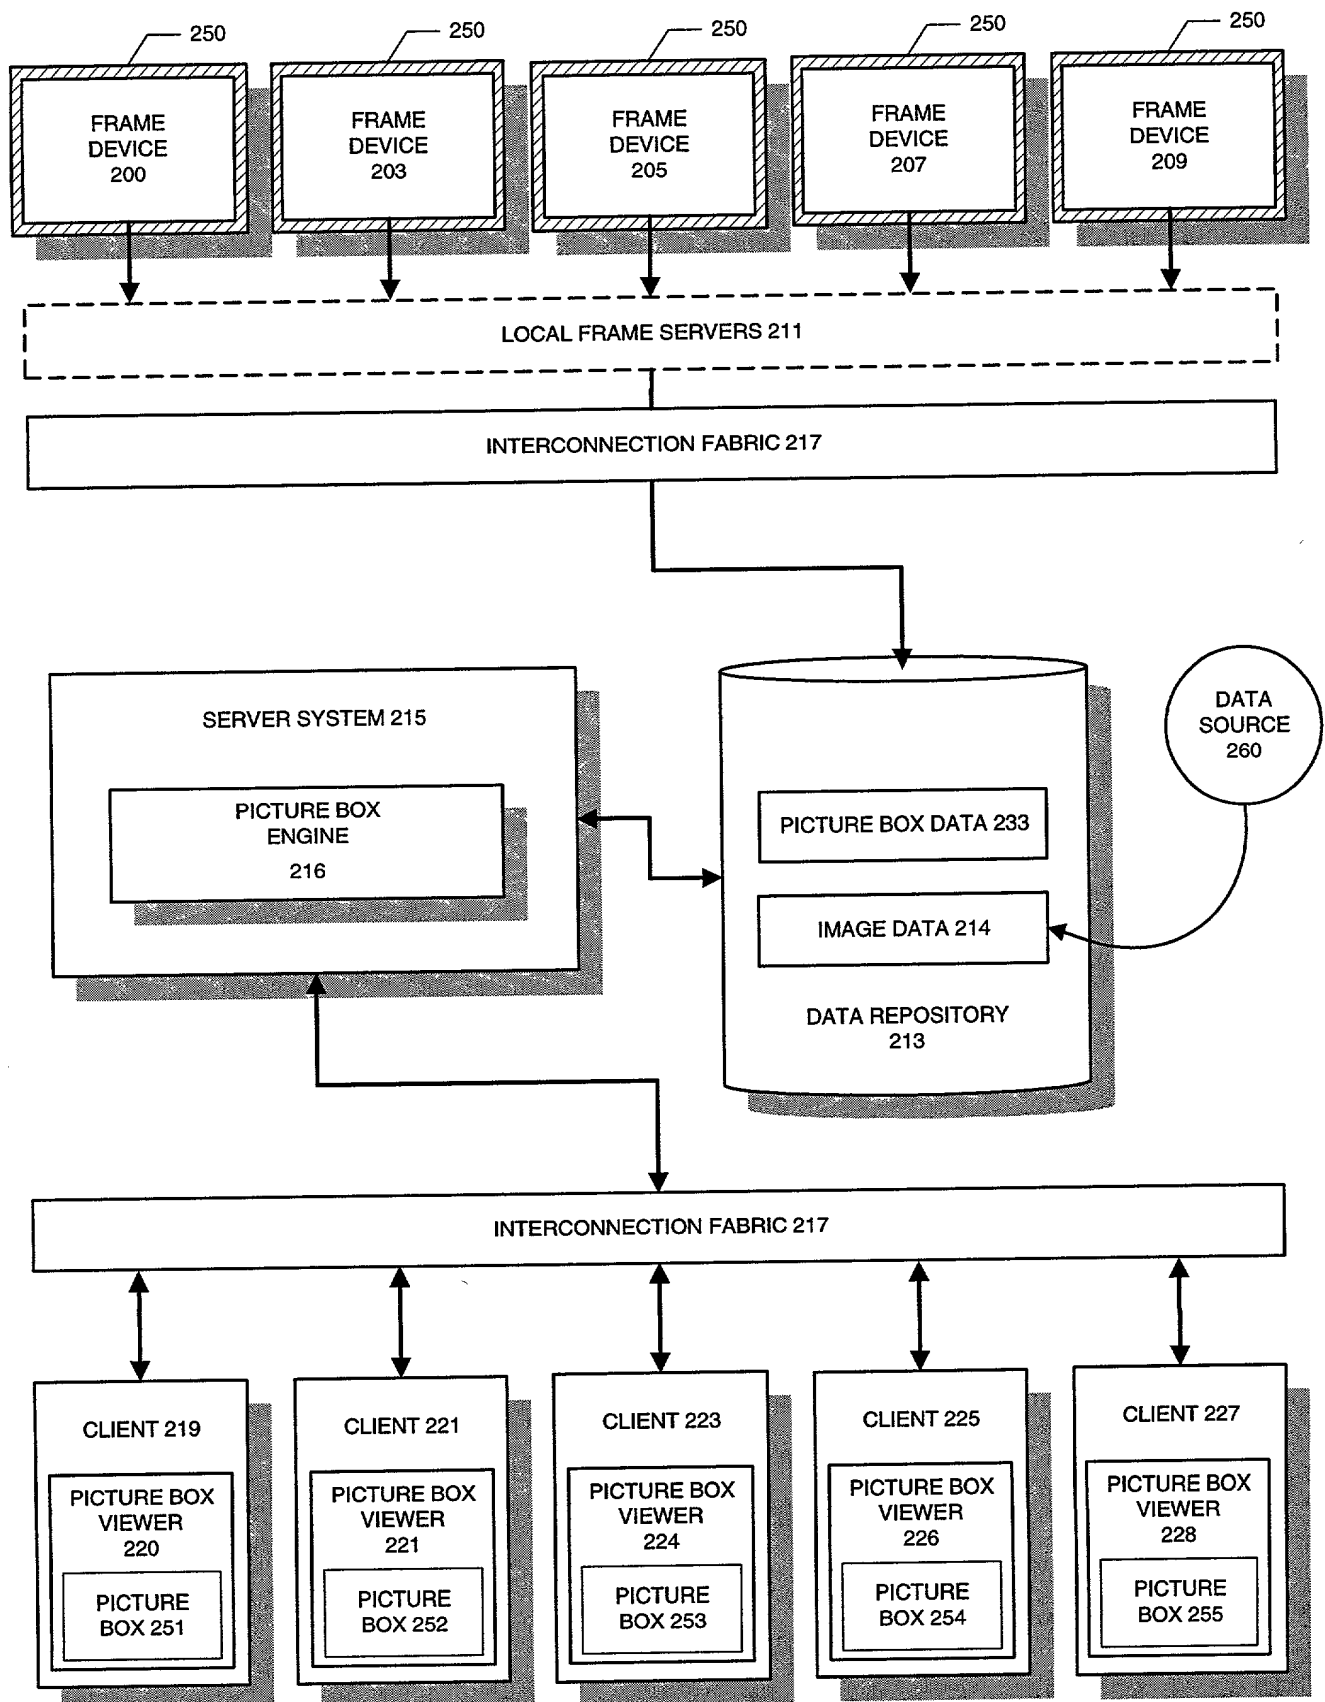 250 250 250 250 250
FRAME DEVICE 200
FRAME DEVICE 203
FRAME DEVICE 205
FRAME DEVICE 207
FRAME DEVICE 209
LOCAL FRAME SERVERS 211
INTERCONNECTION FABRIC 217
SERVER SYSTEM 215
PICTURE BOX
ENGINE
216
PICTURE BOX DATA 233
IMAGE DATA 214
DATA REPOSITORY
213
DATA
SOURCE
260
INTERCONNECTION FABRIC 217
CLIENT 219
PICTURE BOX
VIEWER
220
PICTURE
BOX 251
CLIENT 221
PICTURE BOX
VIEWER
221
PICTURE
BOX 252
CLIENT 223
PICTURE BOX
VIEWER
224
PICTURE
BOX 253
CLIENT 225
PICTURE BOX
VIEWER
226
PICTURE
BOX 254
CLIENT 227
PICTURE BOX
VIEWER
228
PICTURE
BOX 255